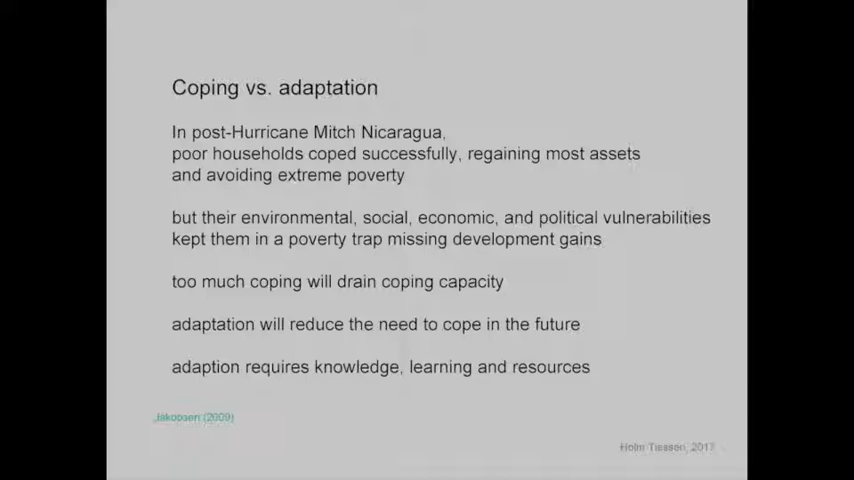 Coping vs. adaptation
In post-Hurricane Mitch Nicaragua,
poor households coped successfully, regaining most assets
and avoiding extreme poverty
but their environmental, social, economic, and political vulnerabilities
kept them in a poverty trap missing development gains
too much coping will drain coping capacity
adaptation will reduce the need to cope in the future
adaption requires knowledge, learning and resources
Jakobsen (2009)
Holm Tiessen, 2017